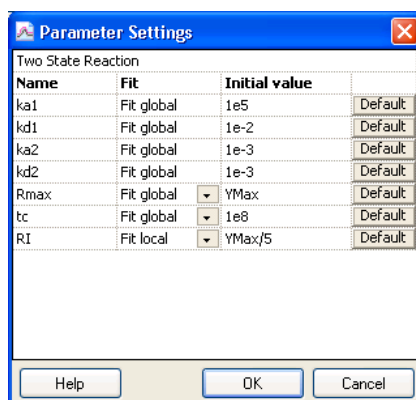 Parameter Settings
Two State Reaction
Name Fit Initial value
ka1 Fit global 1e5 Default
kd1 Fit global 1e-2 Default
ka2 Fit global 1e-3 Default
kd2 Fit global 1e-3 Default
Rmax Fit global YMax Default
tc Fit global 1e8 Default
RI Fit local YMax/5 Default
Help OK Cancel